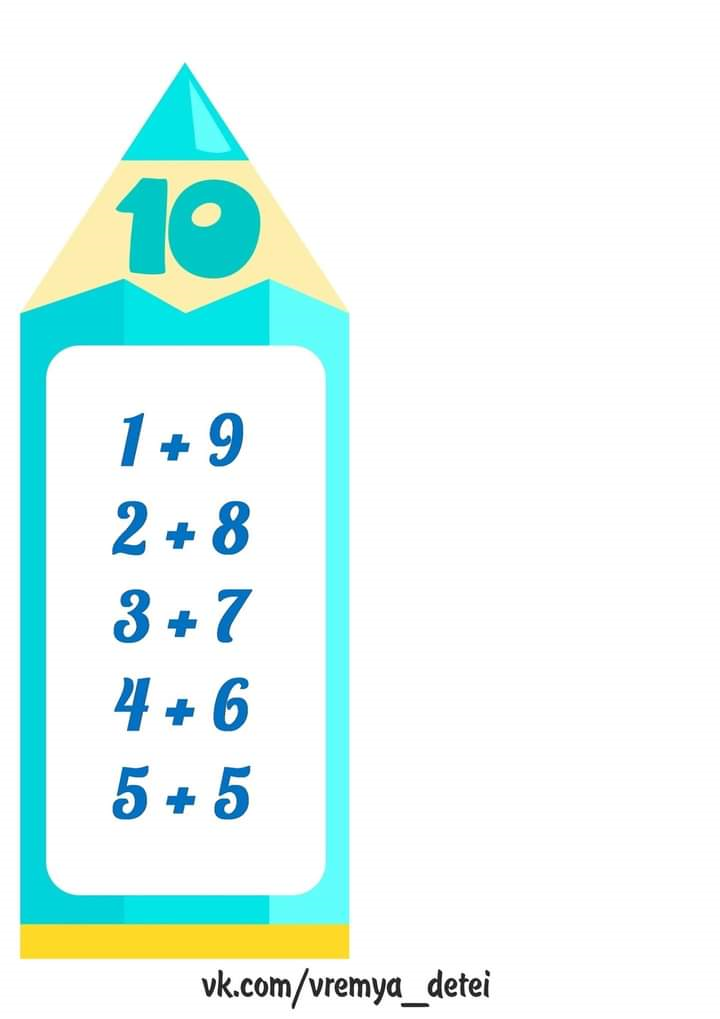 10
1 + 9
2 + 8
3 + 7
4 + 6
5 + 5
vk.com/vremya_detei